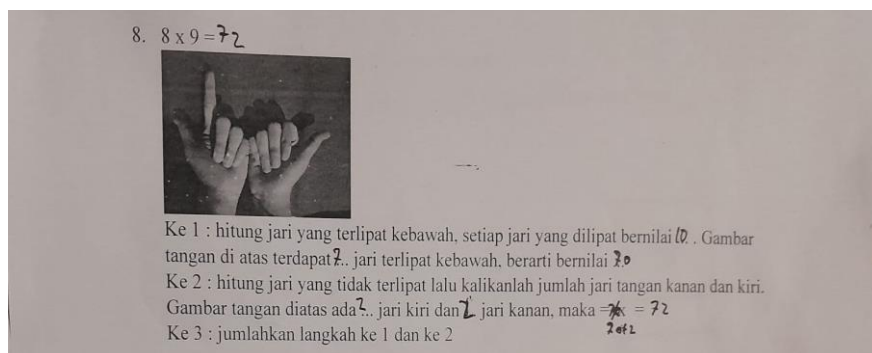 8. 8 x 9 = 72
Ke 1 : hitung jari yang terlipat kebawah, setiap jari yang dilipat bernilai 10. . Gambar
tangan di atas terdapat 7.. jari terlipat kebawah, berarti bernilai 70
Ke 2 : hitung jari yang tidak terlipat lalu kalikanlah jumlah jari tangan kanan dan kiri.
Gambar tangan diatas ada 2.. jari kiri dan 1 jari kanan, maka = = 72
Ke 3 : jumlahkan langkah ke 1 dan ke 2